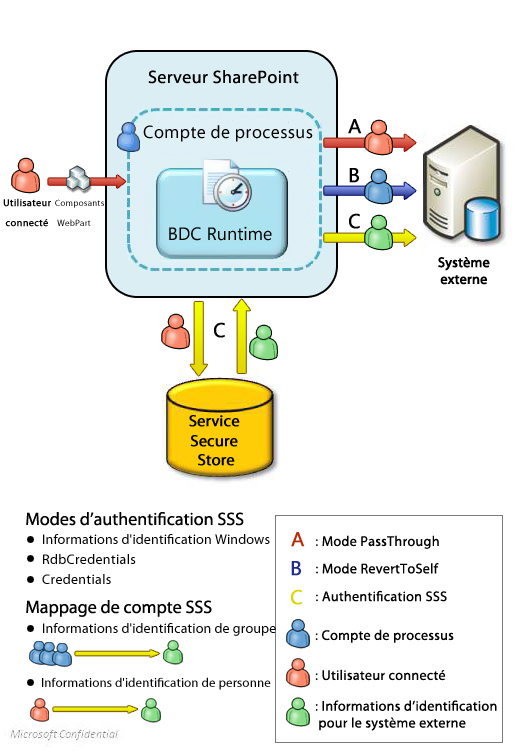 Serveur SharePoint
Compte de processus
BDC Runtime
Utilisateur
connecté
Composants
WebPart
A
B
C
Système
externe
C
Service
Secure
Store
Modes d’authentification SSS
● Informations d'identification Windows
● RdbCredentials
● Credentials
Mappage de compte SSS
● Informations d'identification de groupe
● Informations d'identification de personne
Microsoft Confidential
A : Mode PassThrough
B : Mode RevertToSelf
C : Authentification SSS
: Compte de processus
: Utilisateur connecté
: Informations d’identification
pour le système externe